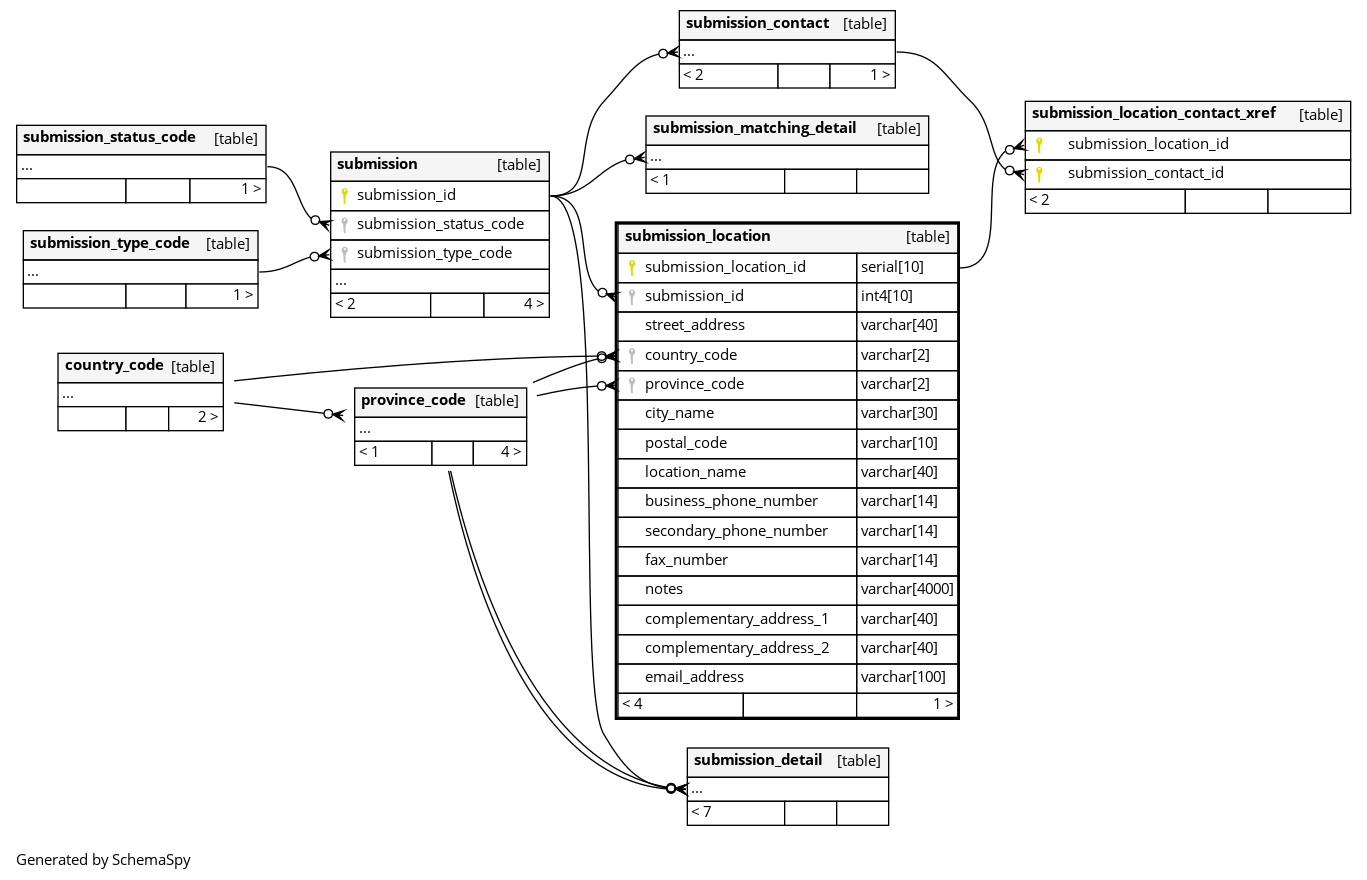 submission_contact [table]
...
< 2 1 >
submission_location_contact_xref [table]
submission_location_id
submission_contact_id
< 2
submission_status_code [table]
...
1 >
submission_matching_detail [table]
...
< 1
submission [table]
submission_id
submission_status_code
submission_type_code
...
< 2 4 >
submission_type_code [table]
...
1 >
submission_location [table]
submission_location_id serial[10]
submission_id int4[10]
street_address varchar[40]
country_code varchar[2]
province_code varchar[2]
city_name varchar[30]
postal_code varchar[10]
location_name varchar[40]
business_phone_number varchar[14]
secondary_phone_number varchar[14]
fax_number varchar[14]
notes varchar[4000]
complementary_address_1 varchar[40]
complementary_address_2 varchar[40]
email_address varchar[100]
< 4 1 >
country_code [table]
...
2 >
province_code [table]
...
< 1 4 >
submission_detail [table]
...
< 7
Generated by SchemaSpy